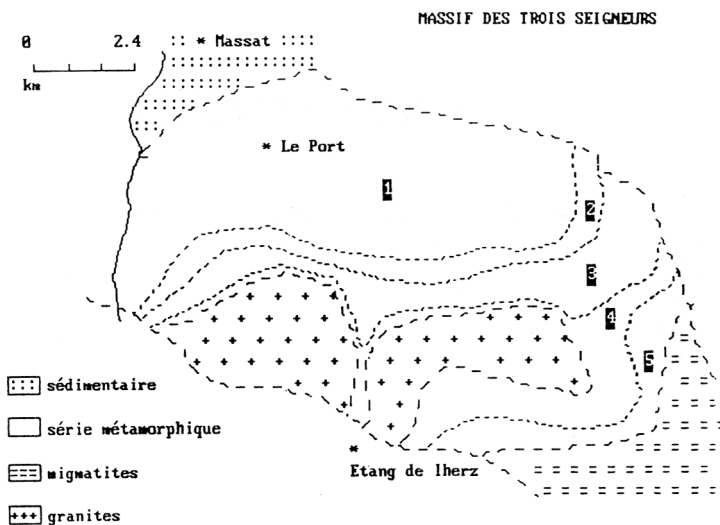 MASSIF DES TROIS SEIGNEURS
0 2.4
km
* Massat
* Le Port
1
2
3
4
5
sédimentaire
série métamorphique
migmatites
granites
*
Etang de lherz